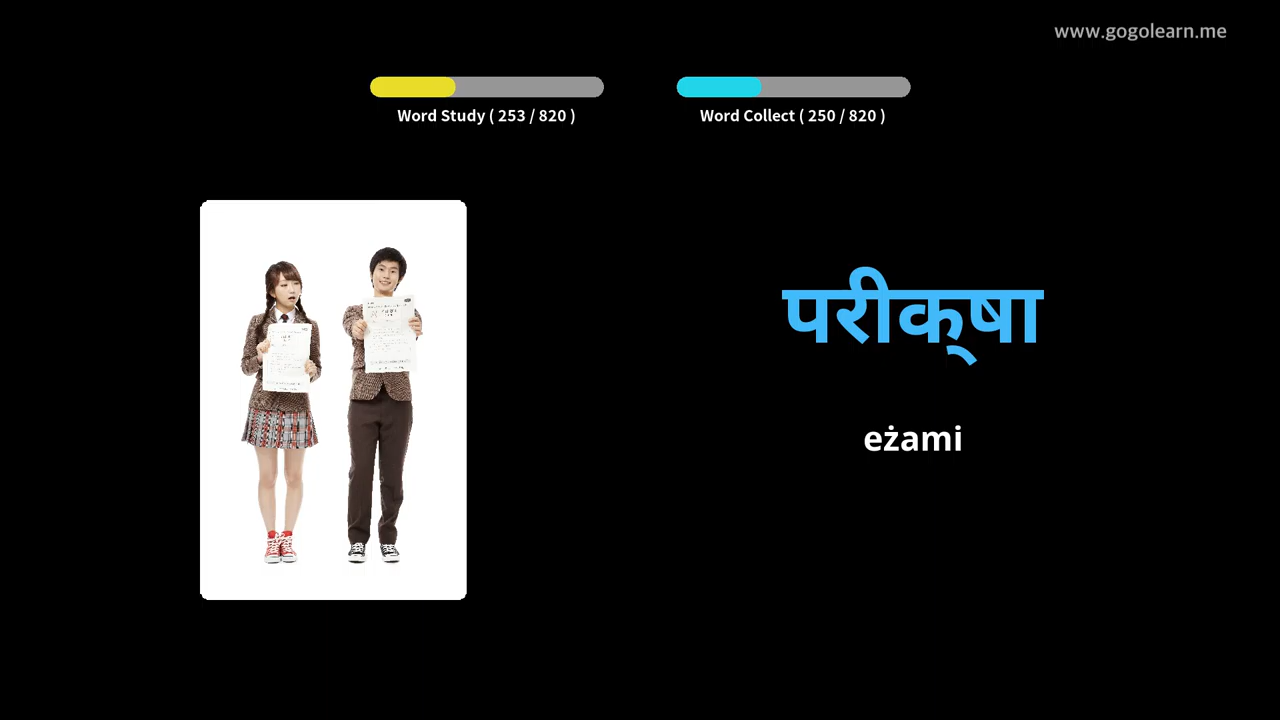 www.gogolearn.me
Word Study ( 253 / 820 )
Word Collect ( 250 / 820 )
परीक्‌षा
eżami